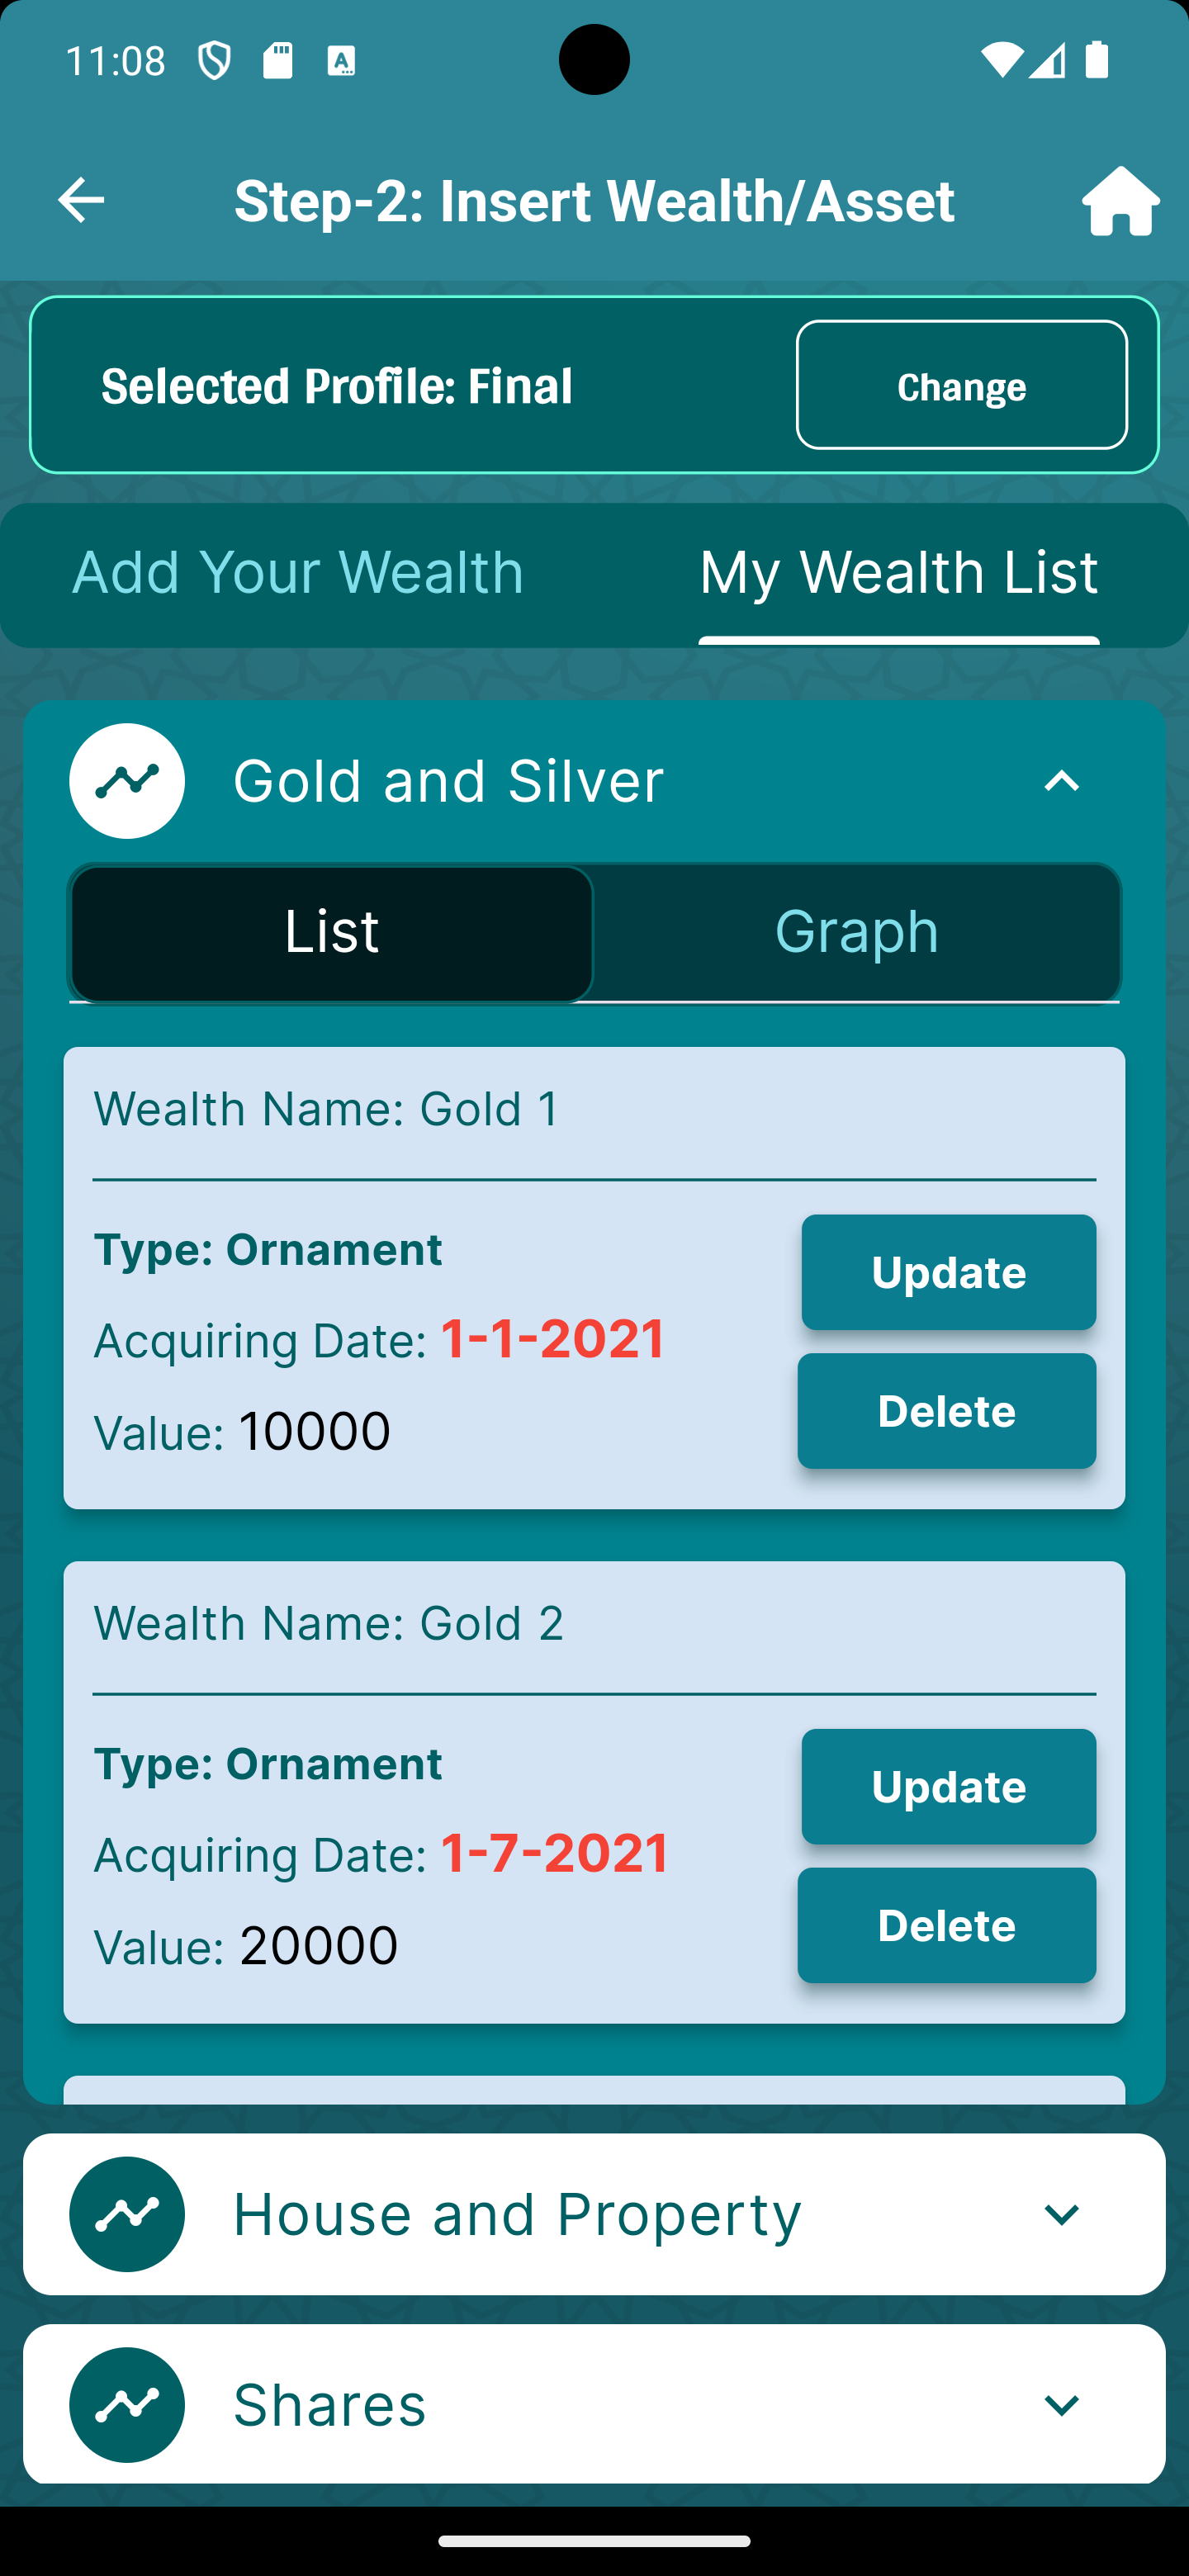 11:08
Step-2: Insert Wealth/Asset
Selected Profile: Final
Change
Add Your Wealth
My Wealth List
Gold and Silver
List
Graph
Wealth Name: Gold 1
Type: Ornament
Update
Acquiring Date: 1-1-2021
Delete
Value: 10000
Wealth Name: Gold 2
Type: Ornament
Update
Acquiring Date: 1-7-2021
Delete
Value: 20000
House and Property
Shares